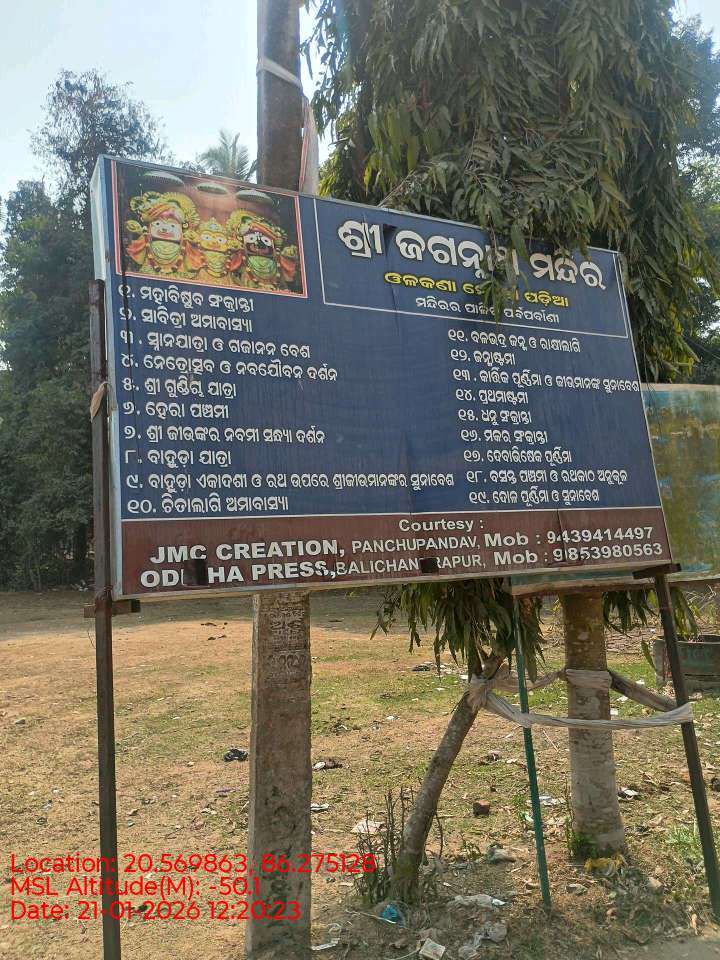 ଶ୍ରୀ ଜଗନ୍ନାଥ ମନ୍ଦିର
ଓଳକଣା ପଡ଼ିଆ
ମନ୍ଦିରର ପାଳିତ ପର୍ବପର୍ବାଣୀ
୧. ମହାବିଷୁବ ସଂକ୍ରାନ୍ତୀ
୨. ସାବିତ୍ରୀ ଅମାବାସ୍ୟା
୩. ସ୍ନାନଯାତ୍ରା ଓ ଗଜାନନ ବେଶ
୪. ନେତ୍ରୋତ୍ସବ ଓ ନବଯୌବନ ଦର୍ଶନ
୫. ଶ୍ରୀ ଗୁଣ୍ଡିଚା ଯାତ୍ରା
୬. ହେରା ପଞ୍ଚମୀ
୭. ଶ୍ରୀ ଜୀଉଙ୍କର ନବମୀ ସନ୍ଧ୍ୟା ଦର୍ଶନ
୮. ବାହୁଡ଼ା ଯାତ୍ରା
୯. ବାହୁଡ଼ା ଏକାଦଶୀ ଓ ରଥ ଉପରେ ଶ୍ରୀଜୀଉମାନଙ୍କର ସୁନାବେଶ
୧୦. ଚିତାଲାଗି ଅମାବାସ୍ୟା
୧୧. ବଳଭଦ୍ର ଜନ୍ମ ଓ ରାକ୍ଷୀଲାଗି
୧୨. ଜନ୍ମାଷ୍ଟମୀ
୧୩. କାର୍ତ୍ତିକ ପୂର୍ଣ୍ଣିମା ଓ ଜୀଉମାନଙ୍କ ସୁନାବେଶ
୧୪. ପ୍ରଥମାଷ୍ଟମୀ
୧୫. ଧନୁ ସଂକ୍ରାନ୍ତୀ
୧୬. ମକର ସଂକ୍ରାନ୍ତୀ
୧୭. ଦେବାଭିଷେକ ପୂର୍ଣ୍ଣିମା
୧୮. ବସନ୍ତ ପଞ୍ଚମୀ ଓ ରଥକାଠ ଅନୁକୂଳ
୧୯. ଦୋଳ ପୂର୍ଣ୍ଣିମା ଓ ସୁନାବେଶ
Courtesy :
JMC CREATION, PANCHUPANDAV, Mob : 9439414497
PRESS, Mob : 9853980563
Location: 20.569863, 86.275128
MSL Altitude(M): -50.1
Date: 21-01-2026 12:20:23